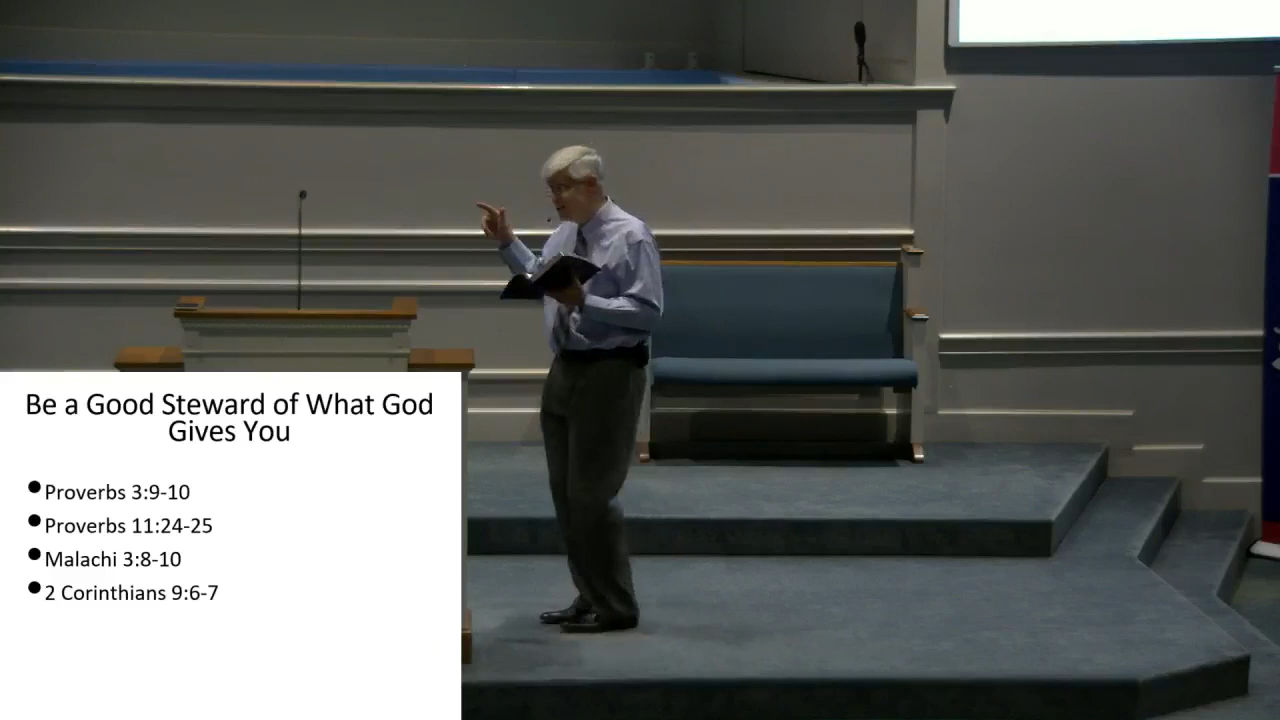 Be a Good Steward of What God
Gives You
•Proverbs 3:9-10
•Proverbs 11:24-25
•Malachi 3:8-10
•2 Corinthians 9:6-7